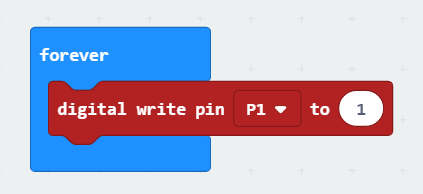 forever
digital write pin P1 to 1